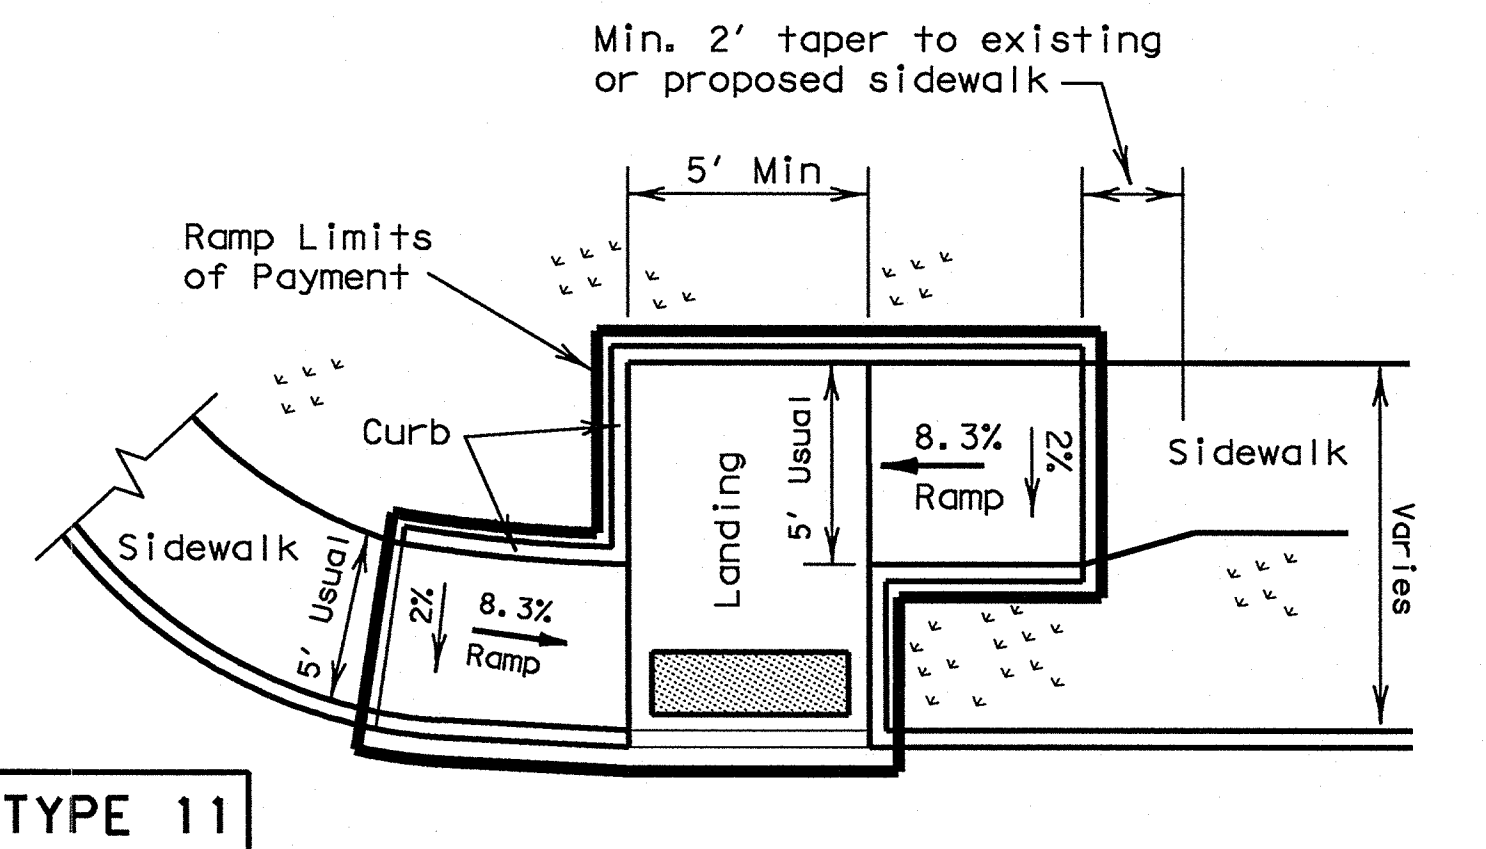 Min. 2' taper to existing
or proposed sidewalk
5' Min
Ramp Limits
of Payment
Curb
5' Usual
8.3%
Ramp
2%
Sidewalk
Landing
Varies
Sidewalk
5' Usual
2%
8.3%
Ramp
TYPE 11